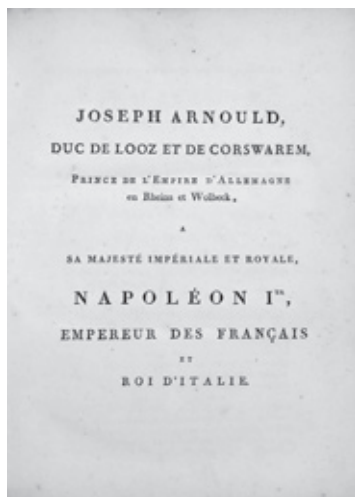 JOSEPH ARNOULD,
DUC DE LOOZ ET DE CORSWAREM,
PRINCE DE L'EMPIRE D'ALLEMAGNE
en Rheina et Wolbeck,
A
SA MAJESTÉ IMPÉRIALE ET ROYALE,
NAPOLÉON Iᴱᴿ,
EMPEREUR DES FRANÇAIS
ET
ROI D'ITALIE.